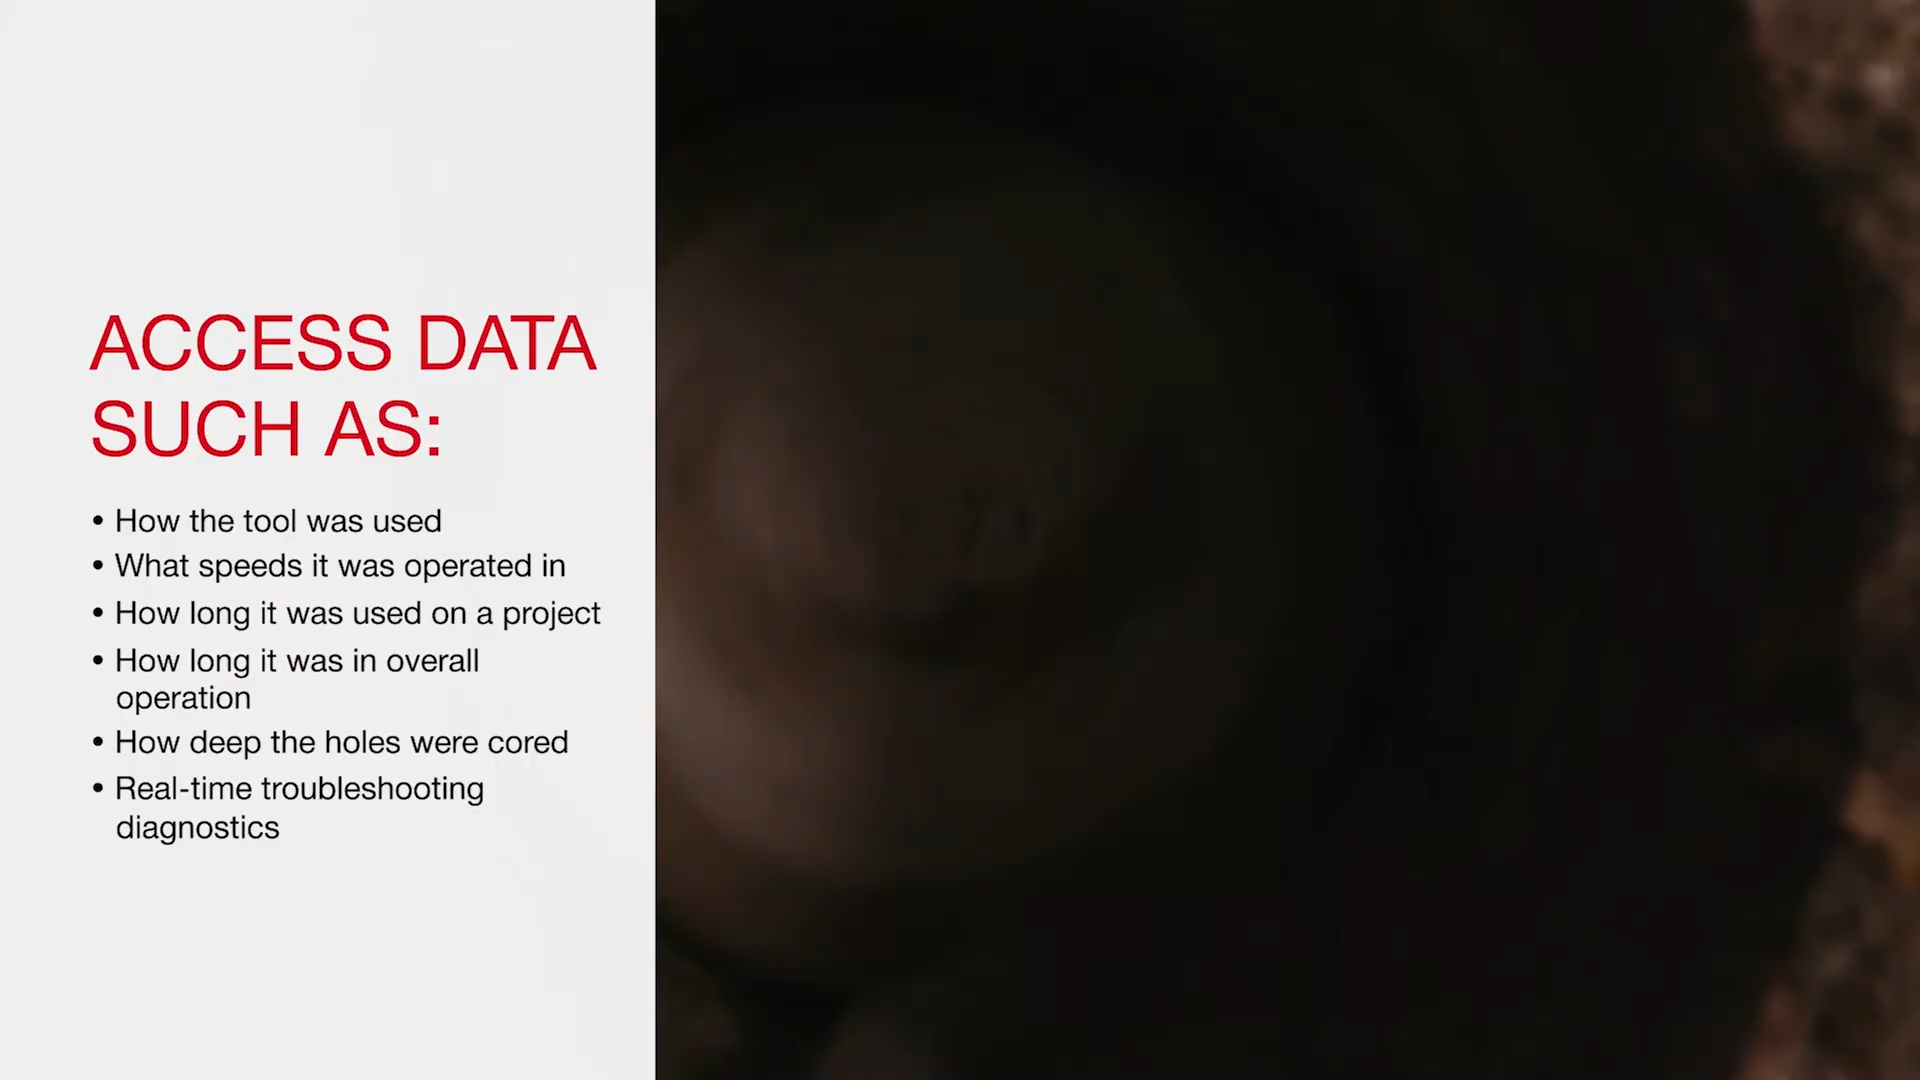 ACCESS DATA
SUCH AS:
• How the tool was used
• What speeds it was operated in
• How long it was used on a project
• How long it was in overall
operation
• How deep the holes were cored
• Real-time troubleshooting
diagnostics